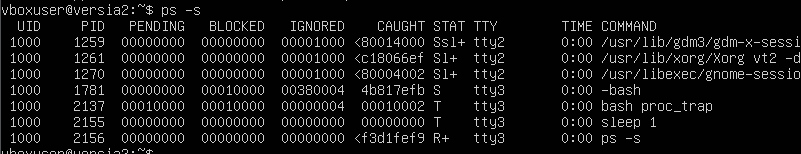 vboxuser@versia2:~$ ps -s
UID PID PENDING BLOCKED IGNORED CAUGHT STAT TTY TIME COMMAND
1000 1259 00000000 00000000 00001000 <80014000 Ssl+ tty2 0:00 /usr/lib/gdm3/gdm-x-sessi
1000 1261 00000000 00000000 00001000 <c18066ef Sl+ tty2 0:00 /usr/lib/xorg/Xorg vt2 -d
1000 1270 00000000 00000000 00001000 <80004002 Sl+ tty2 0:00 /usr/libexec/gnome-sessio
1000 1781 00000000 00010000 00380004 4b817efb S tty3 0:00 -bash
1000 2137 00010000 00010000 00000004 00010002 T tty3 0:00 bash proc_trap
1000 2155 00000000 00000000 00000000 00000000 T tty3 0:00 sleep 1
1000 2156 00000000 00000000 00000000 <f3d1fef9 R+ tty3 0:00 ps -s
vboxuser@versia2:~$